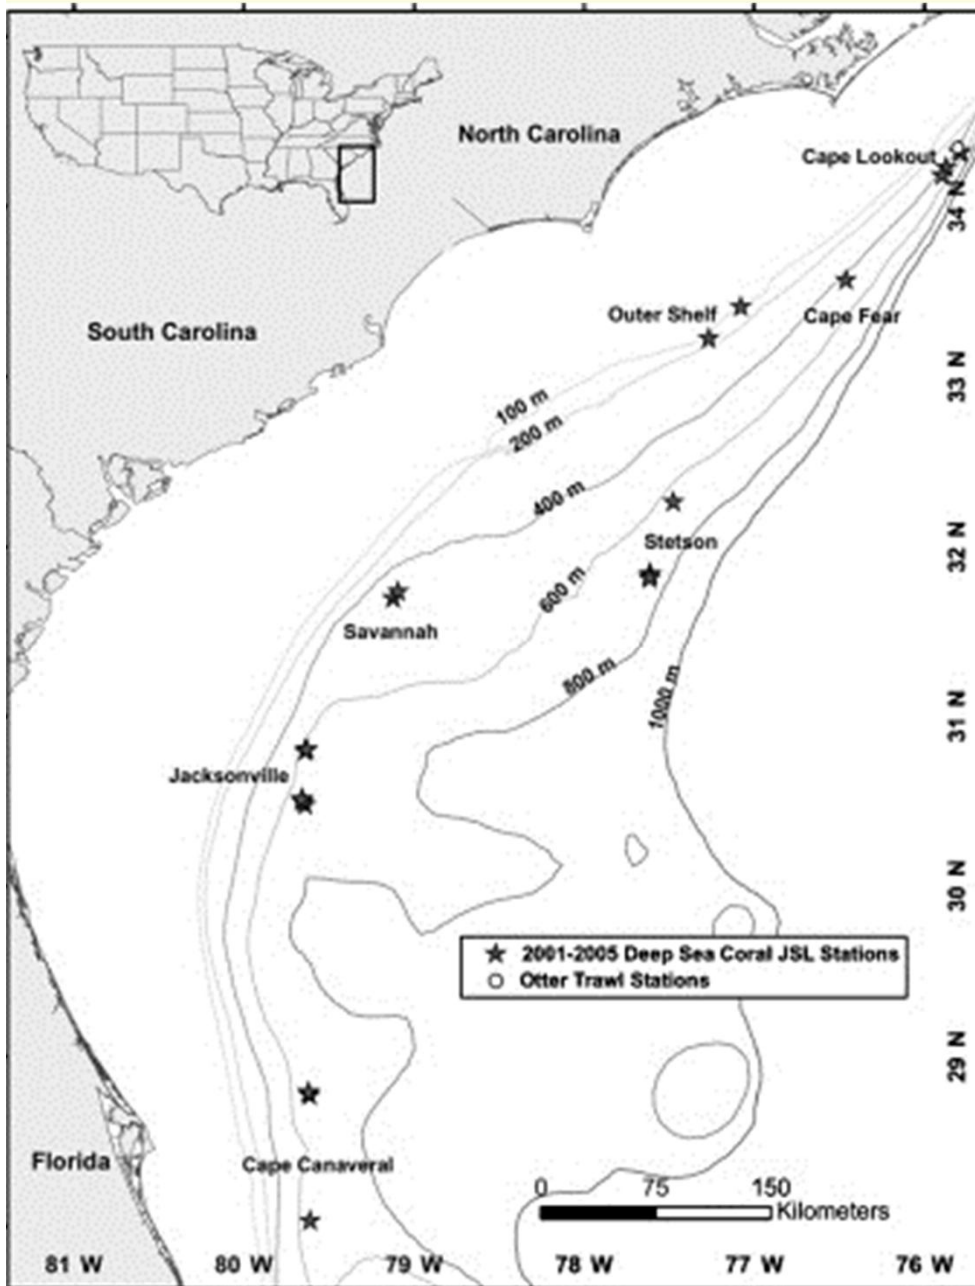 North Carolina
Cape Lookout
34 N
South Carolina
Outer Shelf
Cape Fear
33 N
100 m
200 m
400 m
32 N
Stetson
600 m
Savannah
800 m
1000 m
31 N
Jacksonville
30 N
2001-2005 Deep Sea Coral JSL Stations
Otter Trawl Stations
29 N
Florida
Cape Canaveral
0 75 150
Kilometers
81 W 80 W 79 W 78 W 77 W 76 W